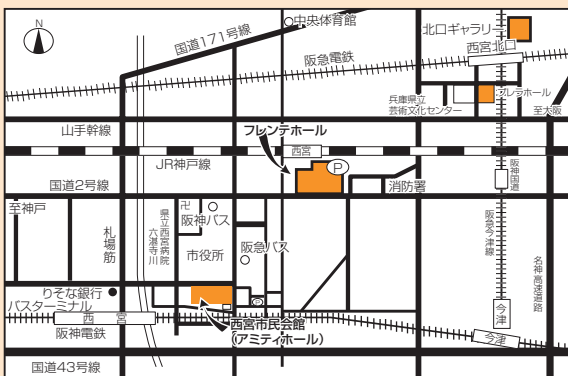 N
国道171号線
中央体育館
阪急電鉄
北口ギャラリー
西宮北口
兵庫県立
芸術文化センター
プレラホール
至大阪
山手幹線
フレンテホール
西宮
P
JR神戸線
国道2号線
消防署
阪神国道
至神戸
札場筋
県立西宮病院
六湛寺川
卍
阪神バス
市役所
阪急バス
阪急今津線
名神高速道路
りそな銀行
バスターミナル
西宮
阪神電鉄
P
西宮市民会館
(アミティホール)
今津
今津
国道43号線